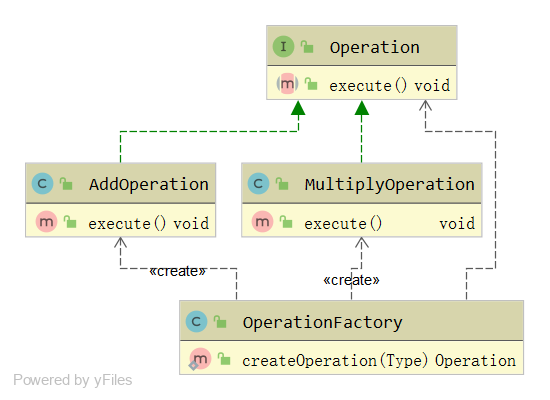 I Operation
m execute() void
C AddOperation
m execute() void
C MultiplyOperation
m execute() void
«create»
«create»
C OperationFactory
m createOperation(Type) Operation
Powered by yFiles